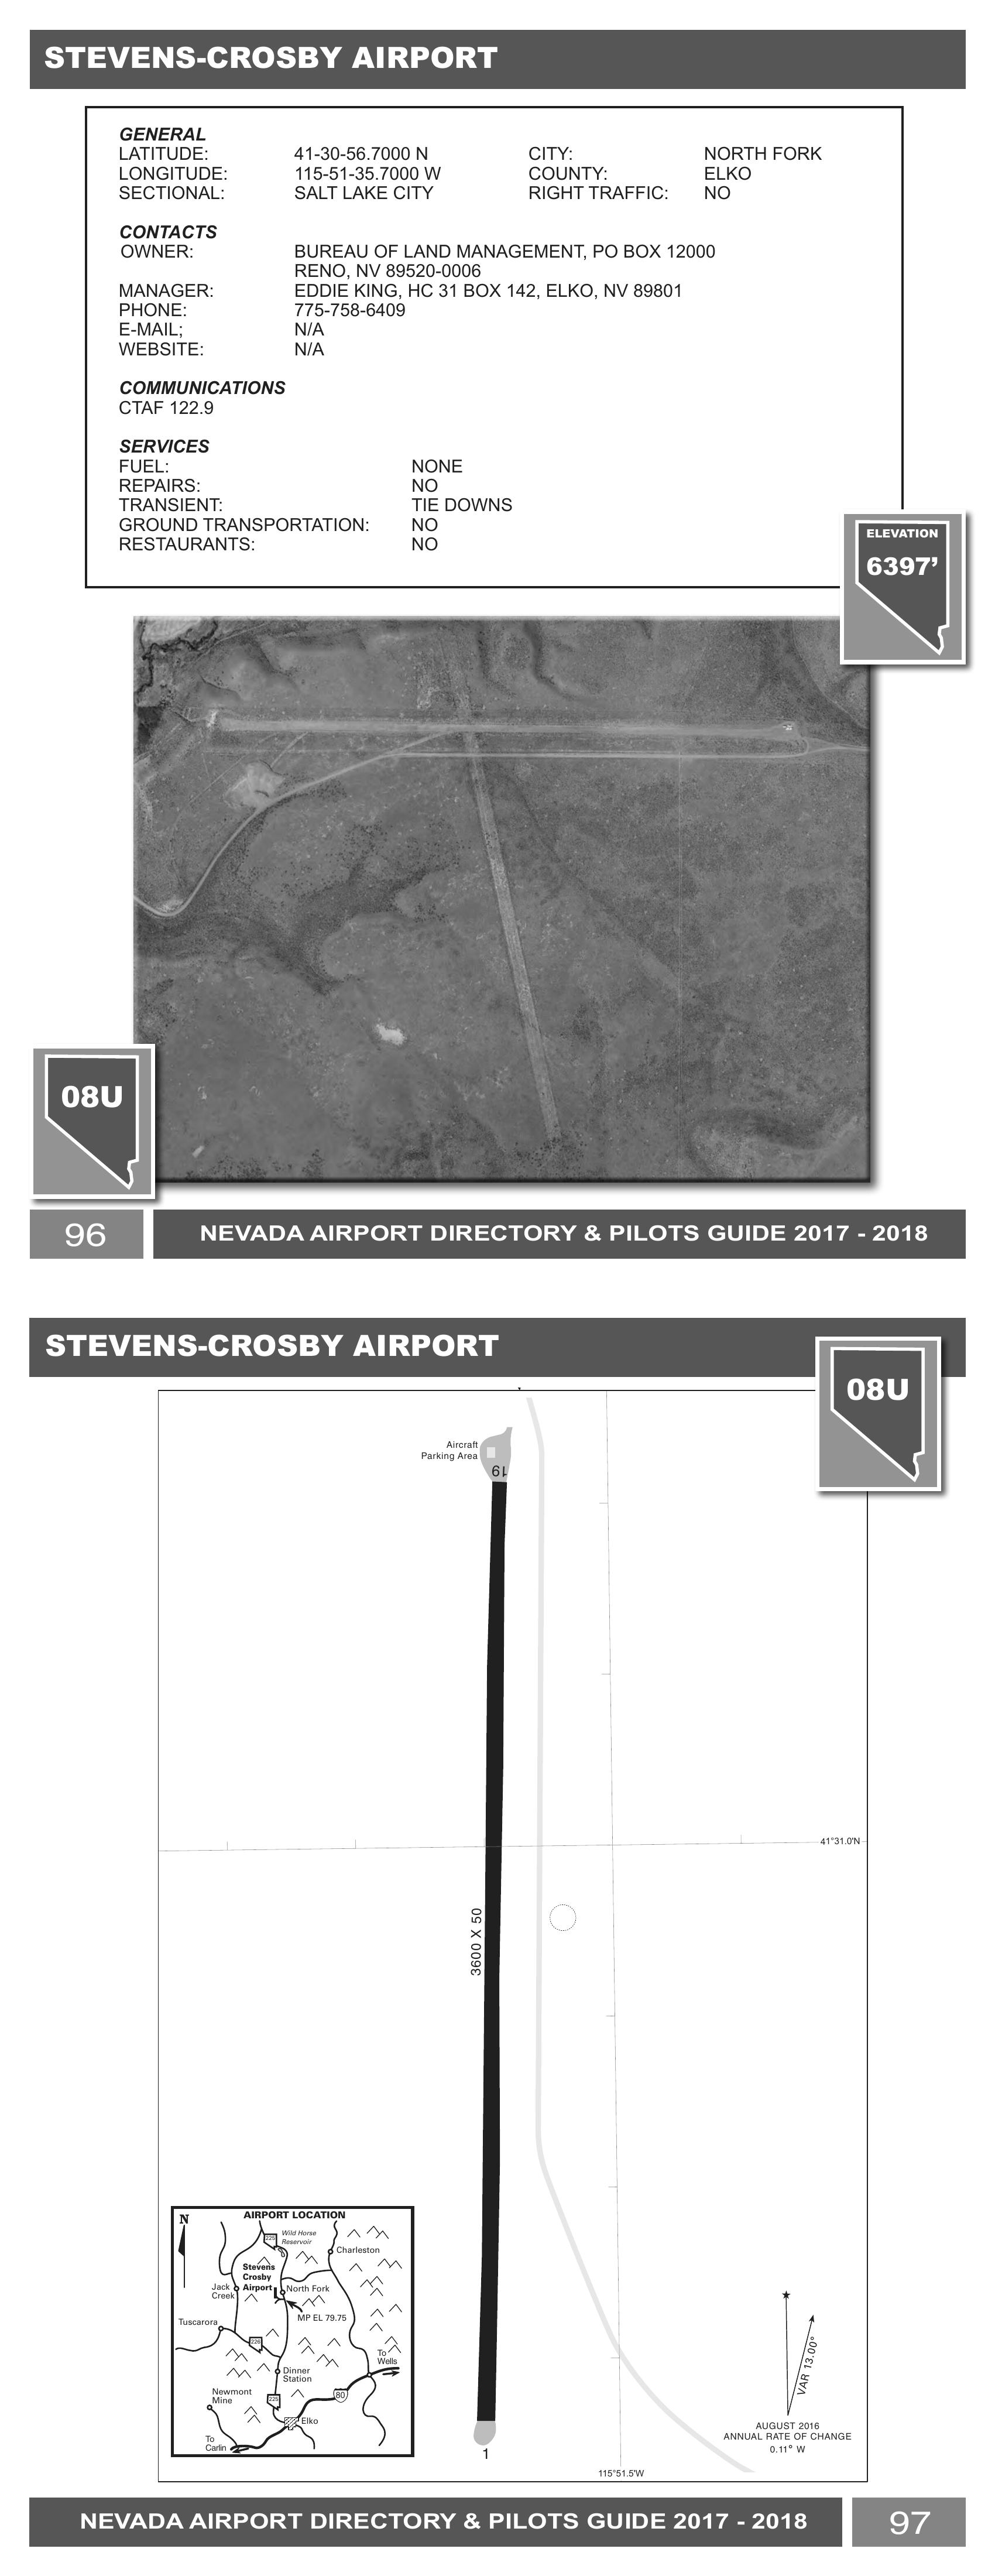 STEVENS-CROSBY AIRPORT
GENERAL
LATITUDE: 41-30-56.7000 N CITY: NORTH FORK
LONGITUDE: 115-51-35.7000 W COUNTY: ELKO
SECTIONAL: SALT LAKE CITY RIGHT TRAFFIC: NO
CONTACTS
OWNER: BUREAU OF LAND MANAGEMENT, PO BOX 12000
RENO, NV 89520-0006
MANAGER: EDDIE KING, HC 31 BOX 142, ELKO, NV 89801
PHONE: 775-758-6409
E-MAIL; N/A
WEBSITE: N/A
COMMUNICATIONS
CTAF 122.9
SERVICES
FUEL: NONE
REPAIRS: NO
TRANSIENT: TIE DOWNS
GROUND TRANSPORTATION: NO
RESTAURANTS: NO
ELEVATION
6397’
08U
96 NEVADA AIRPORT DIRECTORY & PILOTS GUIDE 2017 - 2018
STEVENS-CROSBY AIRPORT
08U
Aircraft
Parking Area
19
41°31.0'N
3600 X 50
AIRPORT LOCATION
N
225
Wild Horse
Reservoir
Charleston
Stevens
Crosby
Airport
Jack
Creek
North Fork
MP EL 79.75
Tuscarora
226
To
Wells
Dinner
Station
Newmont
Mine
225
80
Elko
To
Carlin
1
VAR 13.00°
AUGUST 2016
ANNUAL RATE OF CHANGE
0.11° W
115°51.5'W
NEVADA AIRPORT DIRECTORY & PILOTS GUIDE 2017 - 2018 97